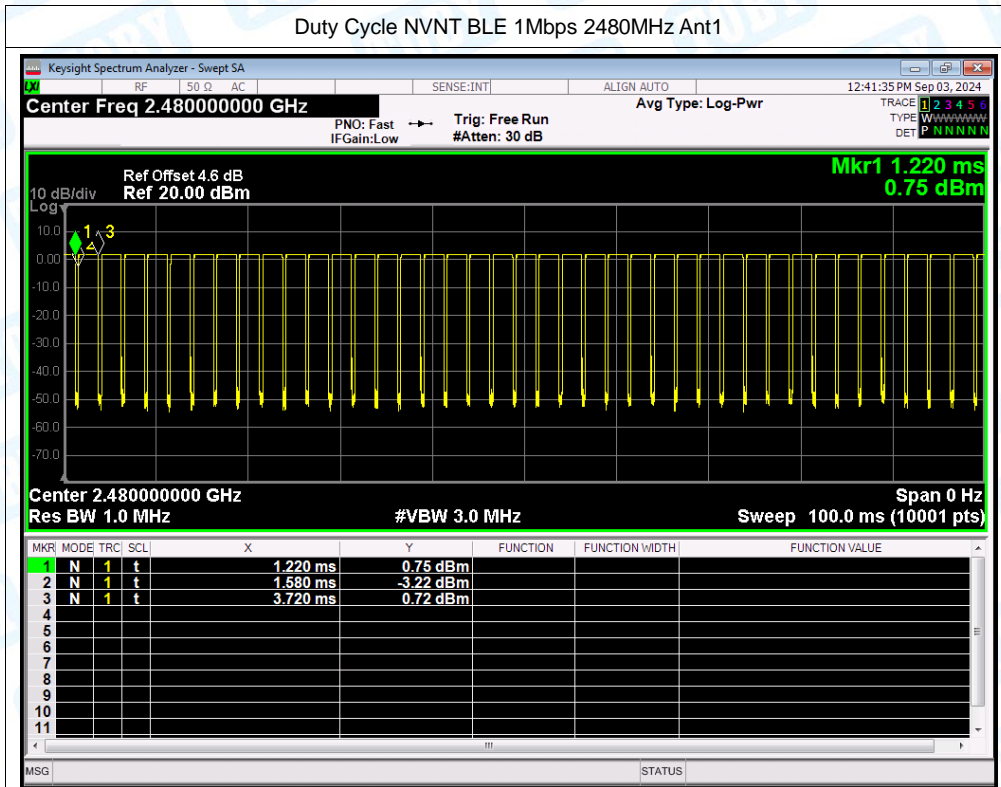 Duty Cycle NVNT BLE 1Mbps 2480MHz Ant1
Keysight Spectrum Analyzer - Swept SA
LXI RF 50 Ω AC SENSE:INT ALIGN AUTO 12:41:35 PM Sep 03, 2024
Center Freq 2.480000000 GHz
Avg Type: Log-Pwr
TRACE 1 2 3 4 5 6
PNO: Fast
Trig: Free Run
TYPE WWWWWW
IFGain:Low
#Atten: 30 dB
DET P N N N N N
Mkr1 1.220 ms
0.75 dBm
Ref Offset 4.6 dB
10 dB/div Ref 20.00 dBm
Log
1 3
10.0
0.00
-10.0
-20.0
-30.0
-40.0
-50.0
-60.0
-70.0
Center 2.480000000 GHz Span 0 Hz
Res BW 1.0 MHz #VBW 3.0 MHz Sweep 100.0 ms (10001 pts)
MKR MODE TRC SCL X Y FUNCTION FUNCTION WIDTH FUNCTION VALUE
1 N 1 t 1.220 ms 0.75 dBm
2 N 1 t 1.580 ms -3.22 dBm
3 N 1 t 3.720 ms 0.72 dBm
4
5
6
7
8
9
10
11
MSG STATUS